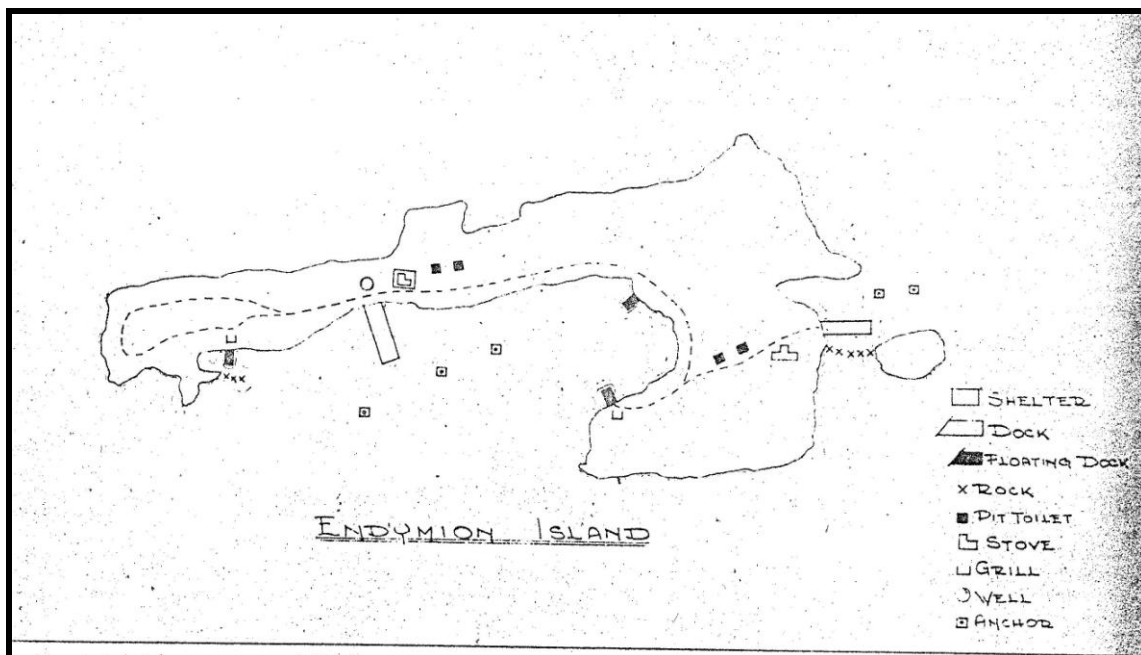 ENDYMION ISLAND
SHELTER
DOCK
FLOATING DOCK
ROCK
PIT TOILET
STOVE
GRILL
WELL
ANCHOR